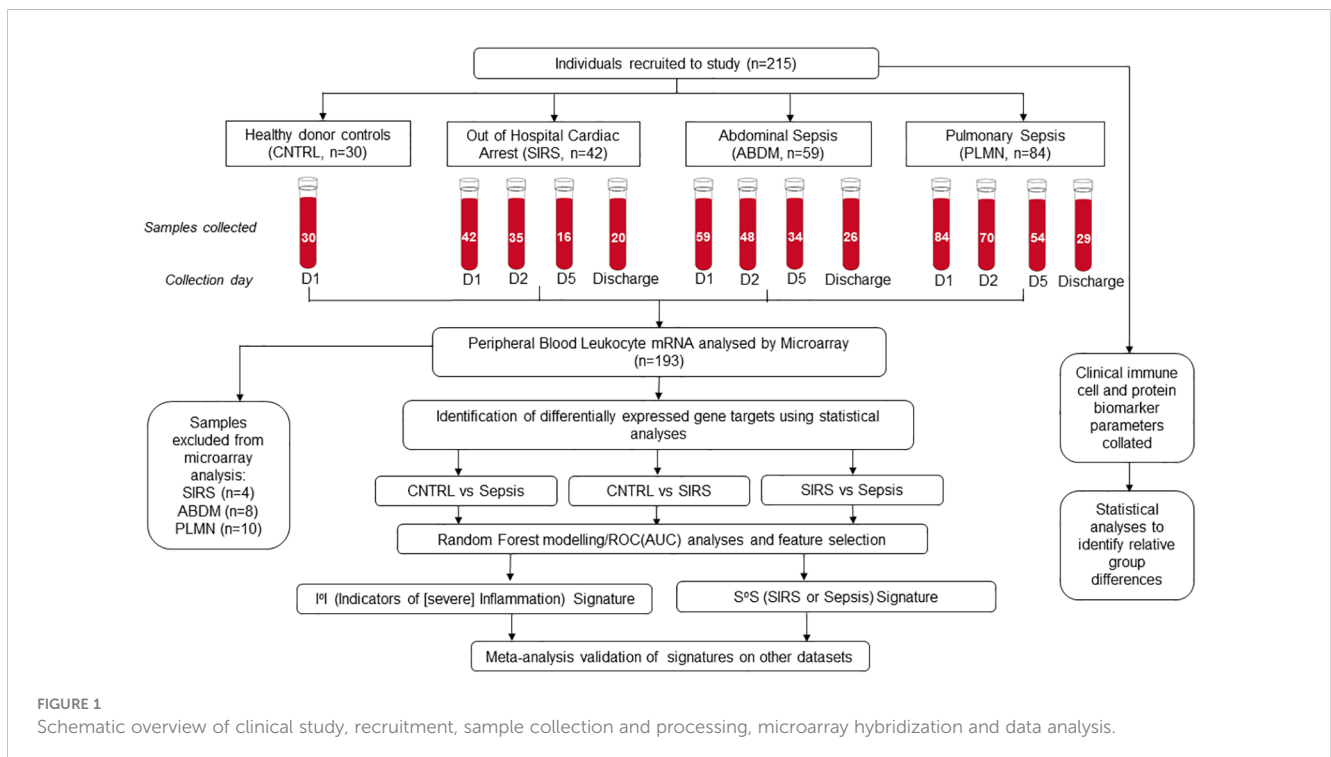 Individuals recruited to study (n=215)
Healthy donor controls
(CNTRL, n=30)
Out of Hospital Cardiac
Arrest (SIRS, n=42)
Abdominal Sepsis
(ABDM, n=59)
Pulmonary Sepsis
(PLMN, n=84)
Samples collected
30
42
35
16
20
59
48
34
26
84
70
54
29
Collection day
D1
D1
D2
D5
Discharge
D1
D2
D5
Discharge
D1
D2
D5
Discharge
Peripheral Blood Leukocyte mRNA analysed by Microarray
(n=193)
Samples
excluded from
microarray
analysis:
SIRS (n=4)
ABDM (n=8)
PLMN (n=10)
Identification of differentially expressed gene targets using statistical
analyses
CNTRL vs Sepsis
CNTRL vs SIRS
SIRS vs Sepsis
Random Forest modelling/ROC(AUC) analyses and feature selection
IºI (Indicators of [severe] Inflammation) Signature
SºS (SIRS or Sepsis) Signature
Meta-analysis validation of signatures on other datasets
Clinical immune
cell and protein
biomarker
parameters
collated
Statistical
analyses to
identify relative
group
differences
FIGURE 1
Schematic overview of clinical study, recruitment, sample collection and processing, microarray hybridization and data analysis.